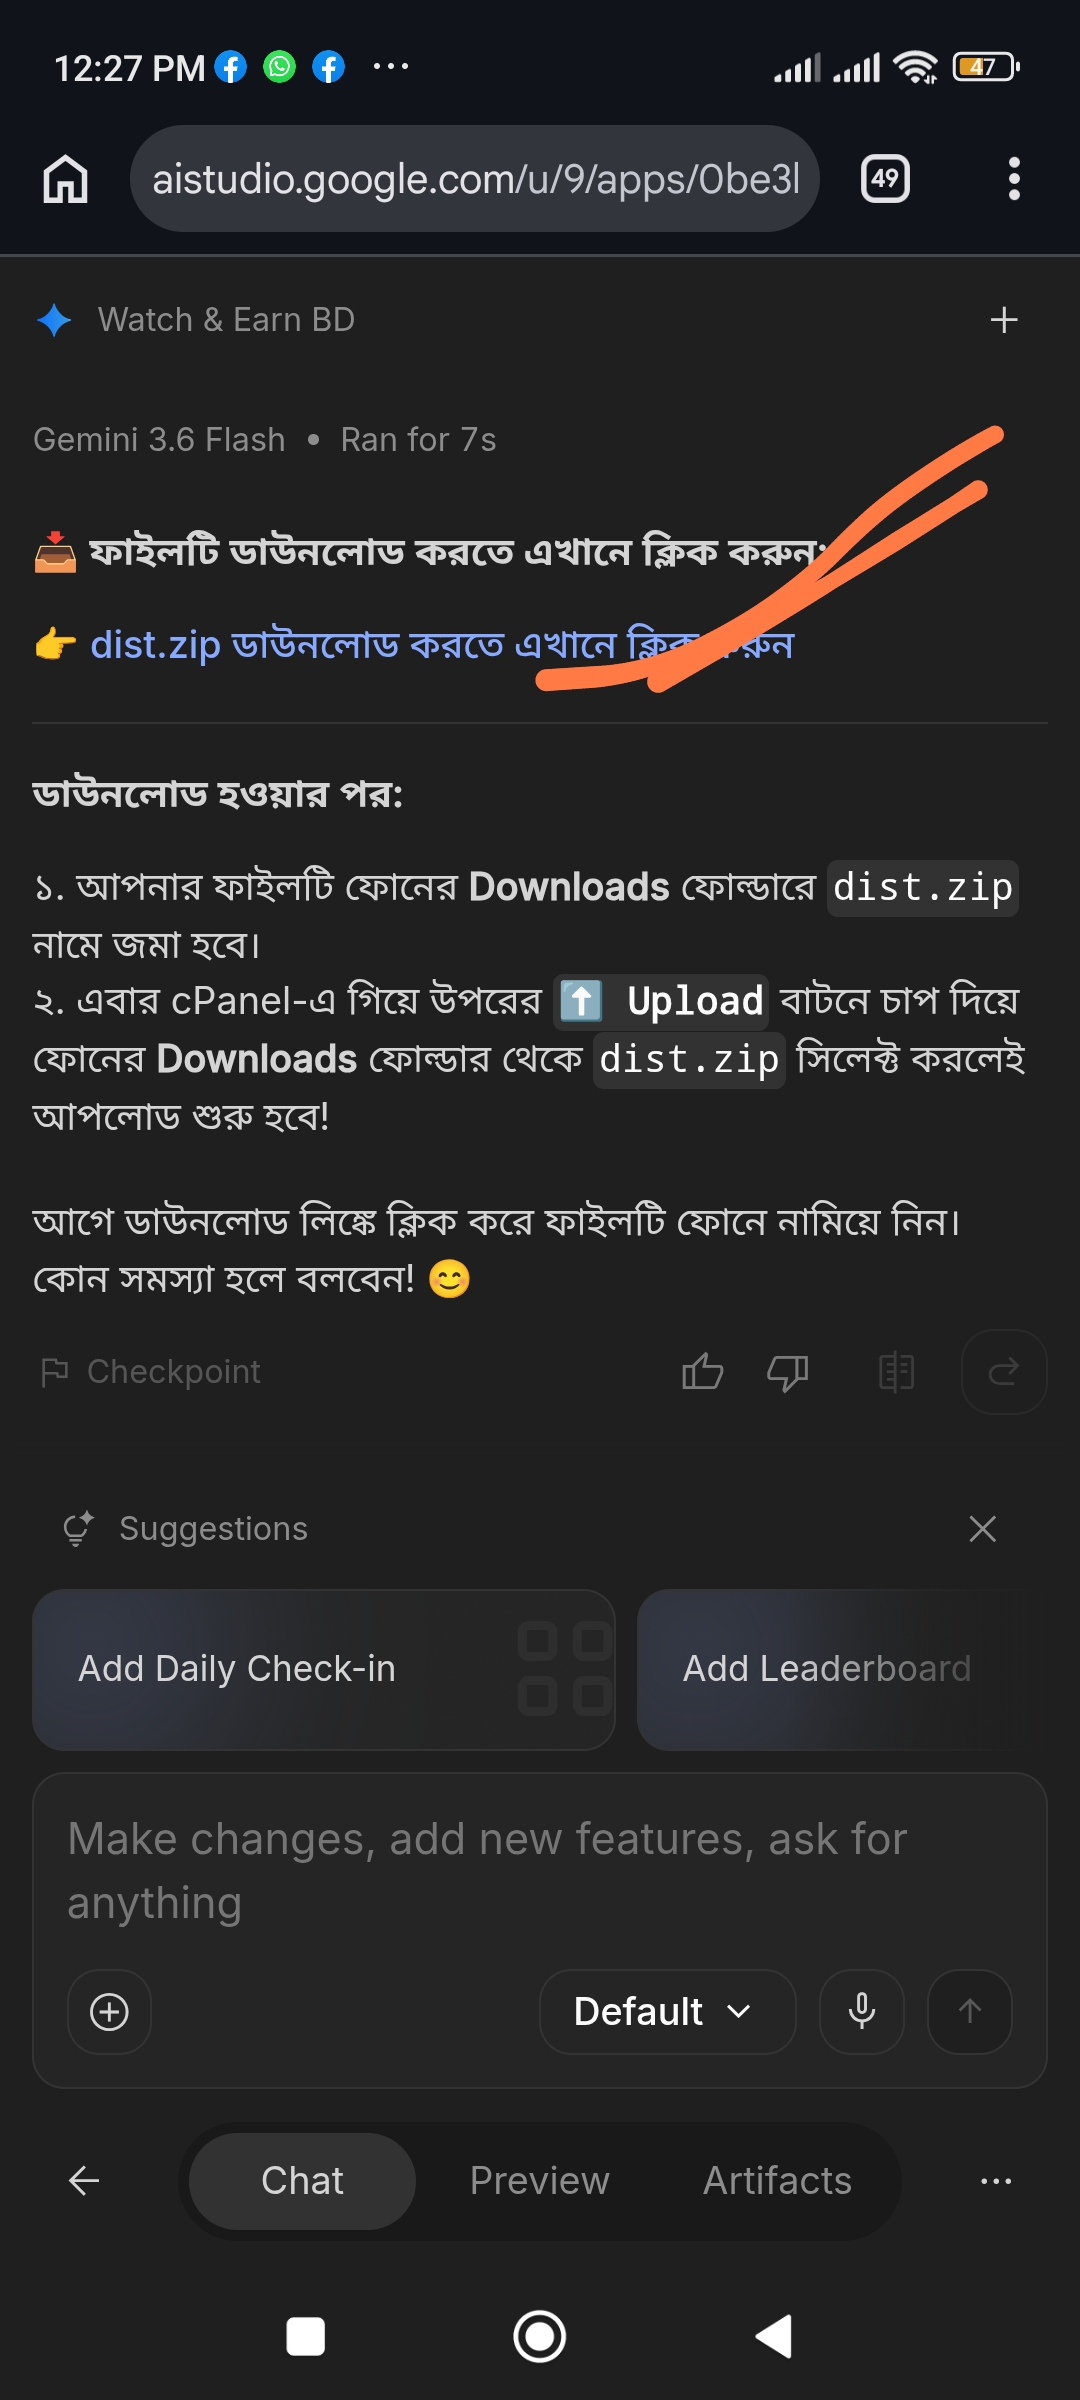 12:27 PM
47
aistudio.google.com/u/9/apps/0be3l
49
Watch & Earn BD
Gemini 3.6 Flash • Ran for 7s
📥 ফাইলটি ডাউনলোড করতে এখানে ক্লিক করুন:
👉 dist.zip ডাউনলোড করতে এখানে ক্লিক করুন
ডাউনলোড হওয়ার পর:
১. আপনার ফাইলটি ফোনের Downloads ফোল্ডারে dist.zip
নামে জমা হবে।
২. এবার cPanel-এ গিয়ে উপরের ⬆️ Upload বাটনে চাপ দিয়ে
ফোনের Downloads ফোল্ডার থেকে dist.zip সিলেক্ট করলেই
আপলোড শুরু হবে!
আগে ডাউনলোড লিঙ্কে ক্লিক করে ফাইলটি ফোনে নামিয়ে নিন।
কোন সমস্যা হলে বলবেন! 😊
Checkpoint
Suggestions
Add Daily Check-in
Add Leaderboard
Make changes, add new features, ask for
anything
Default
Chat
Preview
Artifacts